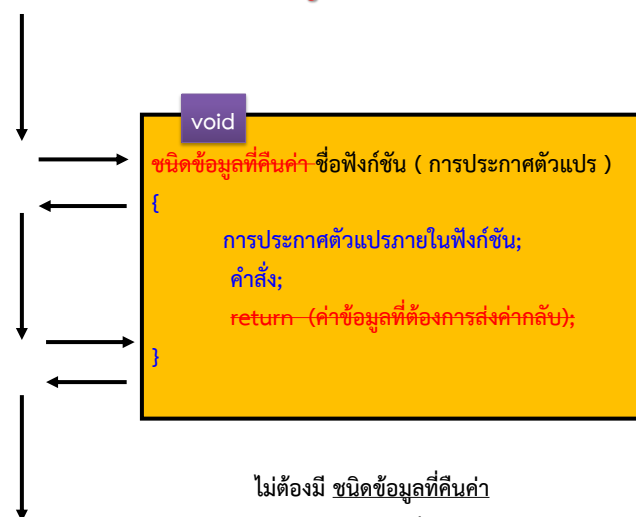 void
ชนิดข้อมูลที่คืนค่า ชื่อฟังก์ชัน ( การประกาศตัวแปร )
{
การประกาศตัวแปรภายในฟังก์ชัน;
คำสั่ง;
return (ค่าข้อมูลที่ต้องการส่งค่ากลับ);
}
ไม่ต้องมี ชนิดข้อมูลที่คืนค่า